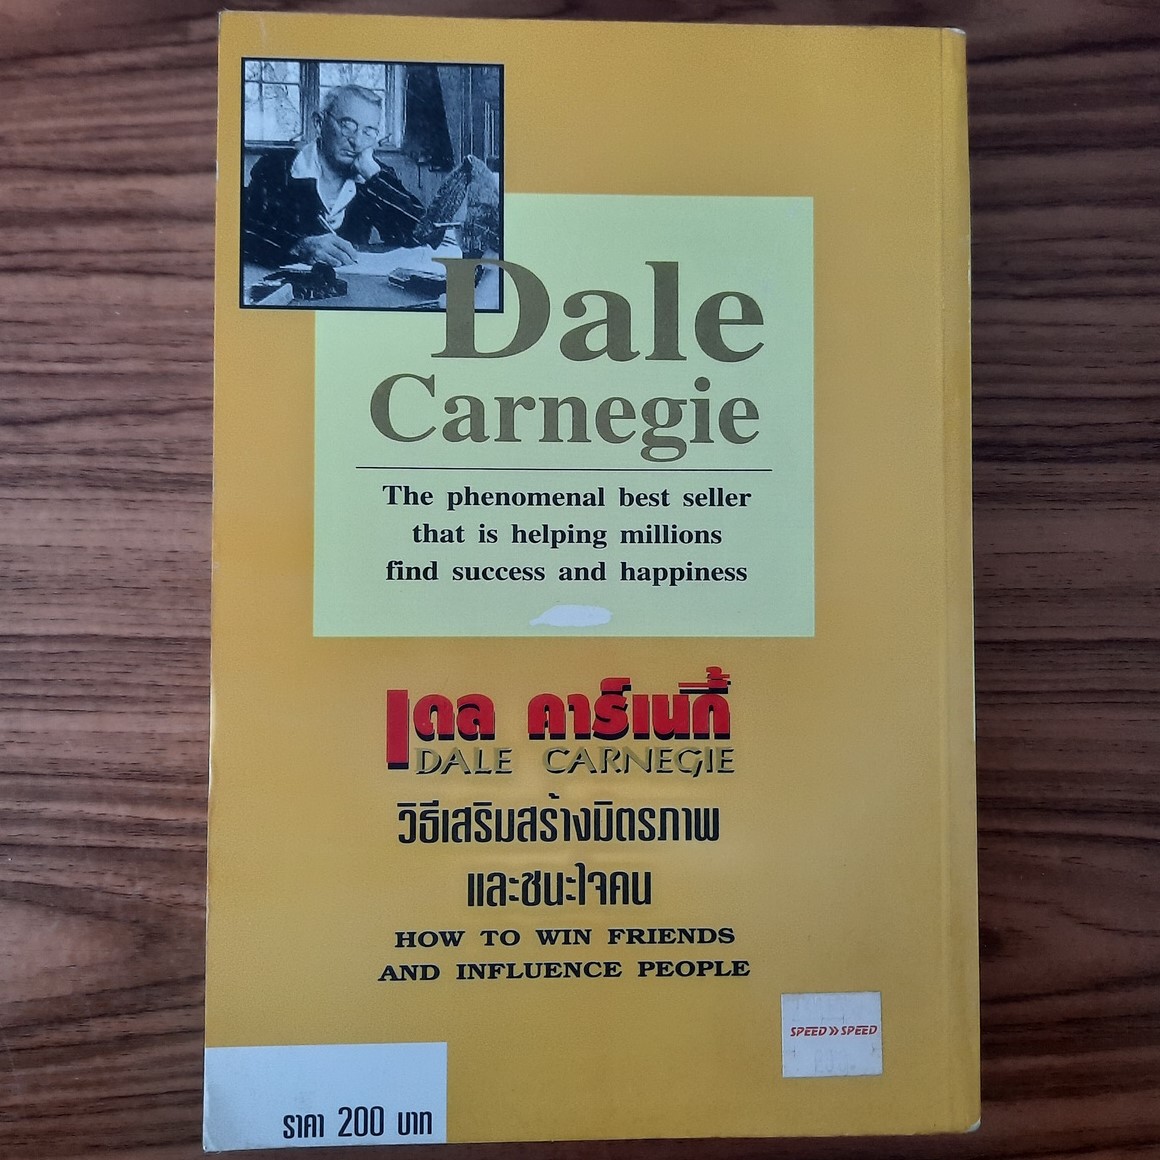 Dale
Carnegie
The phenomenal best seller
that is helping millions
find success and happiness
เดล คาร์เนกี้
DALE CARNEGIE
วิธีเสริมสร้างมิตรภาพ
และชนะใจคน
HOW TO WIN FRIENDS
AND INFLUENCE PEOPLE
SPEED » SPEED
ราคา 200 บาท